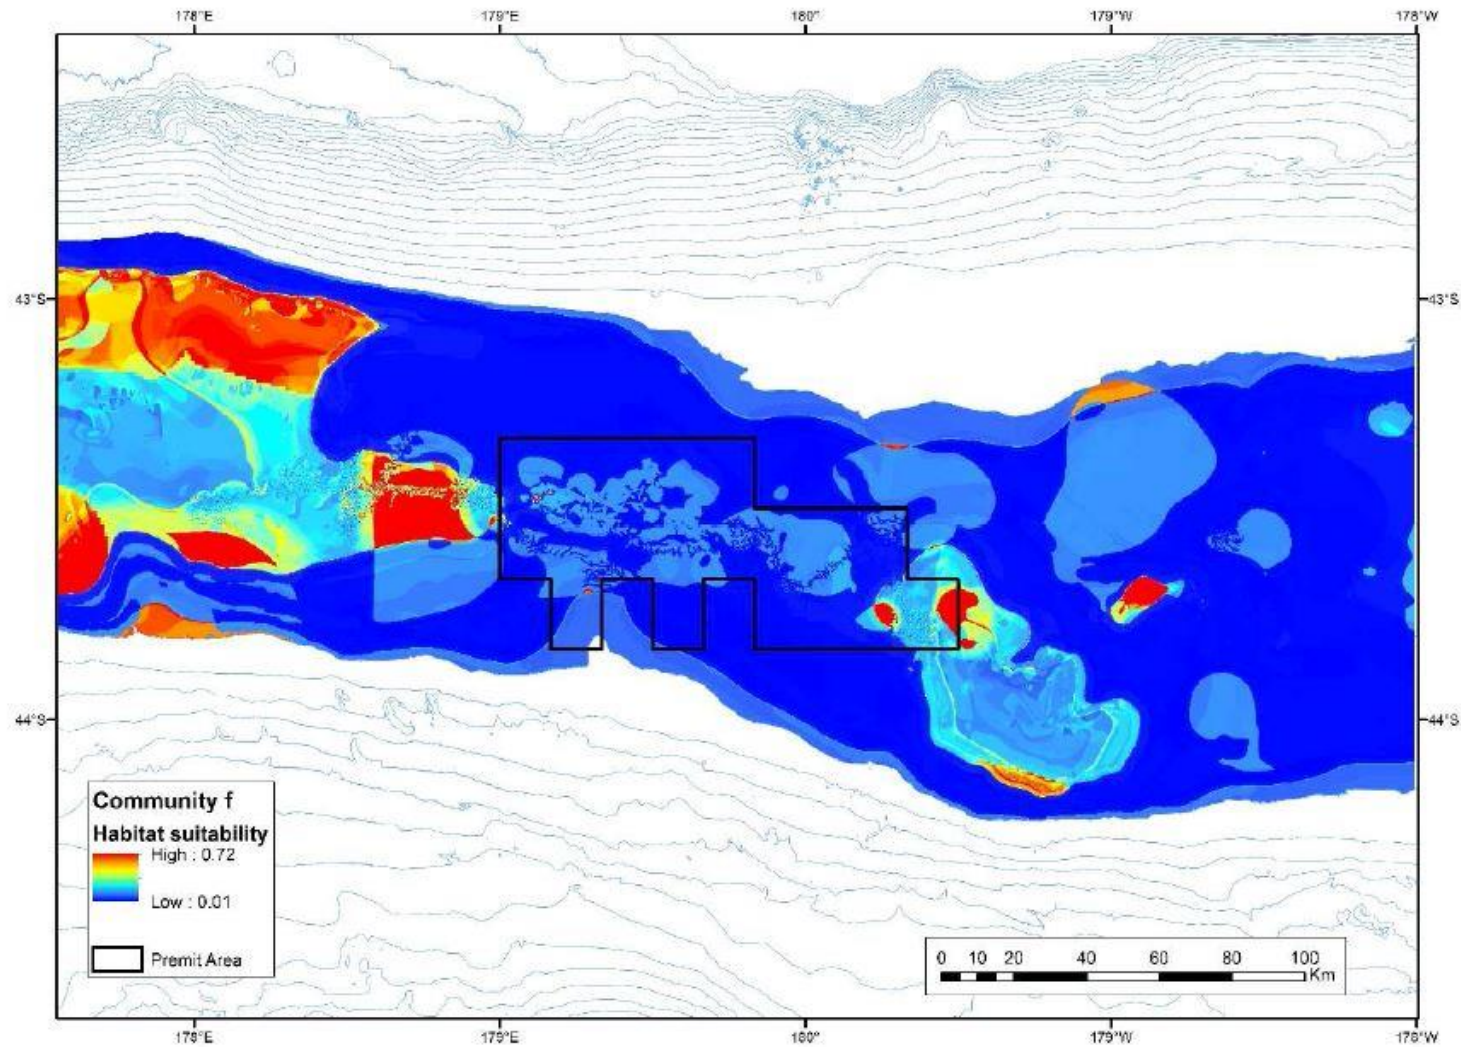 178°E 179°E 180° 179°W 178°W
43°S 43°S
44°S 44°S
Community f
Habitat suitability
High : 0.72
Low : 0.01
Premit Area
0 10 20 40 60 80 100
Km
178°E 179°E 180° 179°W 178°W